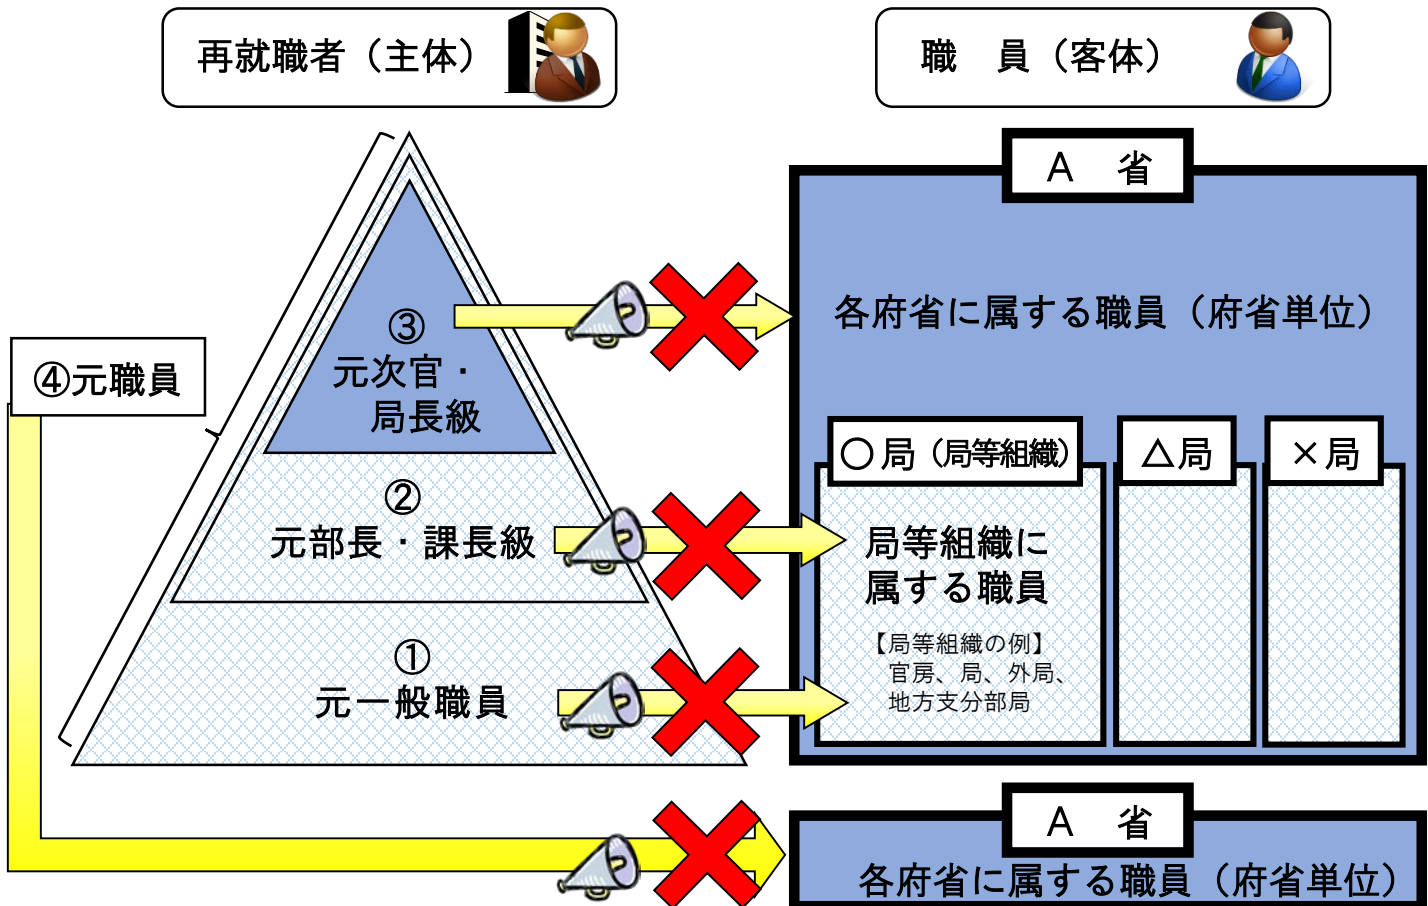 再就職者（主体）
職　員（客体）
A　省
③
元次官・
局長級
各府省に属する職員（府省単位）
④元職員
○局（局等組織）
△局
×局
②
元部長・課長級
局等組織に
属する職員
【局等組織の例】
官房、局、外局、
地方支分部局
①
元一般職員
A　省
各府省に属する職員（府省単位）